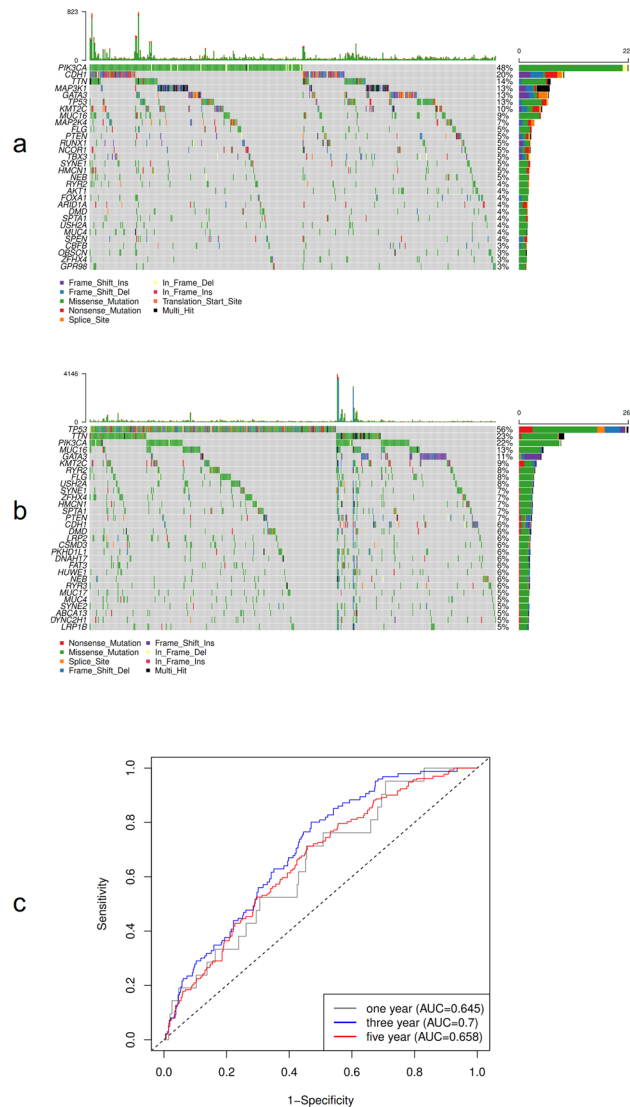 823
0
0 22
PIK3CA 48%
CDH1 20%
TTN 14%
MAP3K1 13%
GATA3 13%
TP53 13%
KMT2C 10%
MUC16 9%
MAP2K4 7%
FLG 5%
PTEN 5%
RUNX1 5%
NCOR1 5%
TBX3 5%
SYNE1 5%
HMCN1 5%
NEB 5%
RYR2 4%
AKT1 4%
FOXA1 4%
ARID1A 4%
DMD 4%
SPTA1 4%
USH2A 4%
MUC4 4%
SPEN 4%
CBFB 3%
OBSCN 3%
ZFHX4 3%
GPR98 3%
a
Frame_Shift_Ins In_Frame_Del
Frame_Shift_Del In_Frame_Ins
Missense_Mutation Translation_Start_Site
Nonsense_Mutation Multi_Hit
Splice_Site
4146
0
0 26
TP53 56%
TTN 23%
PIK3CA 22%
MUC16 13%
GATA3 11%
KMT2C 9%
RYR2 8%
FLG 8%
USH2A 8%
SYNE1 7%
ZFHX4 7%
HMCN1 7%
SPTA1 7%
PTEN 7%
CDH1 6%
DMD 6%
LRP2 6%
CSMD3 6%
PKHD1L1 6%
DNAH17 6%
FAT3 6%
HUWE1 6%
NEB 6%
RYR3 6%
MUC17 5%
MUC4 5%
SYNE2 5%
ABCA13 5%
DYNC2H1 5%
LRP1B 5%
b
Nonsense_Mutation Frame_Shift_Ins
Missense_Mutation In_Frame_Del
Splice_Site In_Frame_Ins
Frame_Shift_Del Multi_Hit
c
1.0
0.8
0.6
0.4
0.2
0.0
Sensitivity
one year (AUC=0.645)
three year (AUC=0.7)
five year (AUC=0.658)
0.0 0.2 0.4 0.6 0.8 1.0
1−Specificity